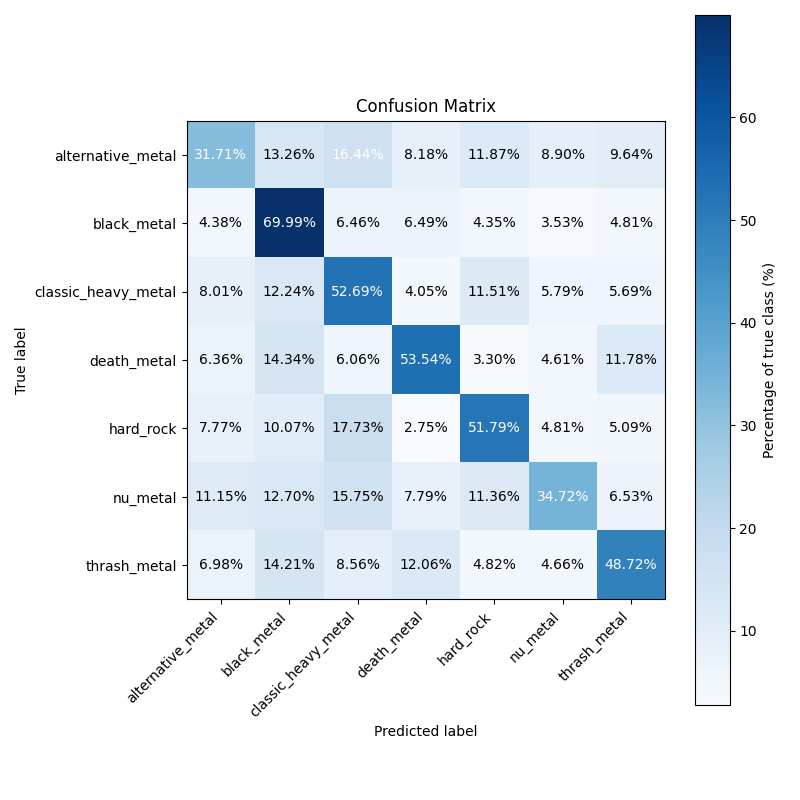 Confusion Matrix
alternative_metal 31.71% 13.26% 16.44% 8.18% 11.87% 8.90% 9.64%
black_metal 4.38% 69.99% 6.46% 6.49% 4.35% 3.53% 4.81%
classic_heavy_metal 8.01% 12.24% 52.69% 4.05% 11.51% 5.79% 5.69%
death_metal 6.36% 14.34% 6.06% 53.54% 3.30% 4.61% 11.78%
hard_rock 7.77% 10.07% 17.73% 2.75% 51.79% 4.81% 5.09%
nu_metal 11.15% 12.70% 15.75% 7.79% 11.36% 34.72% 6.53%
thrash_metal 6.98% 14.21% 8.56% 12.06% 4.82% 4.66% 48.72%
alternative_metal black_metal classic_heavy_metal death_metal hard_rock nu_metal thrash_metal
Predicted label
True label
60
50
40
30
20
10
Percentage of true class (%)